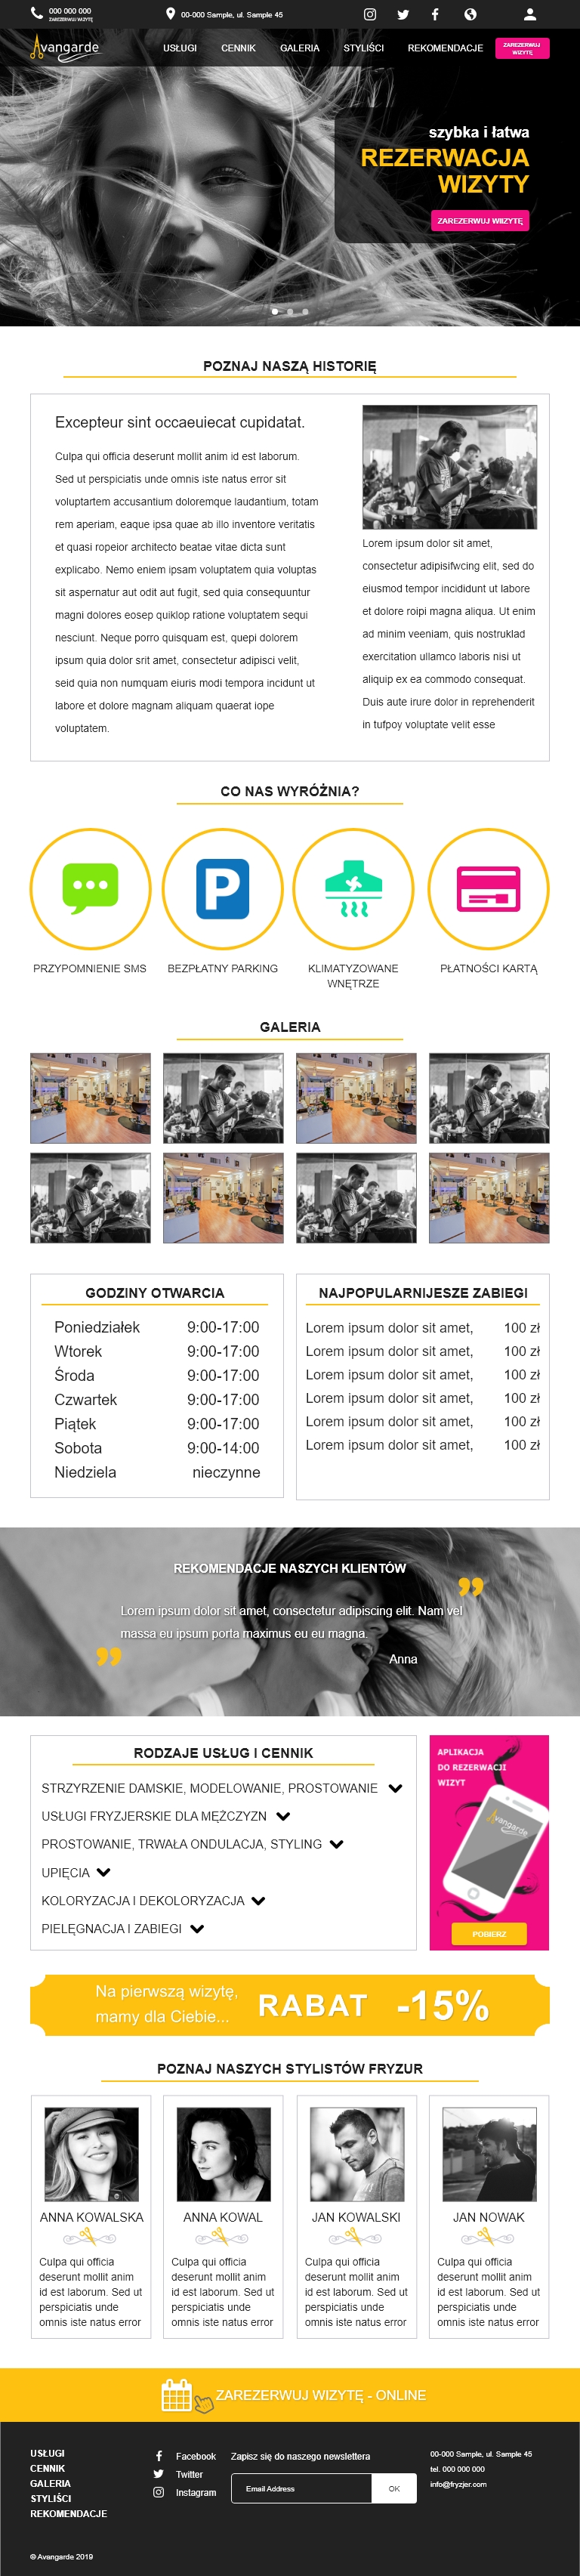 000 000 000
ZAREZERWUJ WIZYTĘ
00-000 Sample, ul. Sample 45
Avangarde
USŁUGI
CENNIK
GALERIA
STYLIŚCI
REKOMENDACJE
ZAREZERWUJ
WIZYTĘ
szybka i łatwa
REZERWACJA
WIZYTY
ZAREZERWUJ WIIZYTĘ
POZNAJ NASZĄ HISTORIĘ
Excepteur sint occaeuiecat cupidatat.
Culpa qui officia deserunt mollit anim id est laborum.
Sed ut perspiciatis unde omnis iste natus error sit
voluptartem accusantium doloremque laudantium, totam
rem aperiam, eaque ipsa quae ab illo inventore veritatis
et quasi ropeior architecto beatae vitae dicta sunt
explicabo. Nemo eniem ipsam voluptatem quia voluptas
sit aspernatur aut odit aut fugit, sed quia consequuntur
magni dolores eosep quiklop ratione voluptatem sequi
nesciunt. Neque porro quisquam est, quepi dolorem
ipsum quia dolor srit amet, consectetur adipisci velit,
seid quia non numquam eiuris modi tempora incidunt ut
labore et dolore magnam aliquam quaerat iope
voluptatem.
Lorem ipsum dolor sit amet,
consectetur adipisifwcing elit, sed do
eiusmod tempor incididunt ut labore
et dolore roipi magna aliqua. Ut enim
ad minim veeniam, quis nostruklad
exercitation ullamco laboris nisi ut
aliquip ex ea commodo consequat.
Duis aute irure dolor in reprehenderit
in tufpoy voluptate velit esse
CO NAS WYRÓŻNIA?
P
PRZYPOMNIENIE SMS
BEZPŁATNY PARKING
KLIMATYZOWANE
WNĘTRZE
PŁATNOŚCI KARTĄ
GALERIA
GODZINY OTWARCIA
Poniedziałek 9:00-17:00
Wtorek 9:00-17:00
Środa 9:00-17:00
Czwartek 9:00-17:00
Piątek 9:00-17:00
Sobota 9:00-14:00
Niedziela nieczynne
NAJPOPULARNIJESZE ZABIEGI
Lorem ipsum dolor sit amet, 100 zł
Lorem ipsum dolor sit amet, 100 zł
Lorem ipsum dolor sit amet, 100 zł
Lorem ipsum dolor sit amet, 100 zł
Lorem ipsum dolor sit amet, 100 zł
Lorem ipsum dolor sit amet, 100 zł
REKOMENDACJE NASZYCH KLIENTÓW
Lorem ipsum dolor sit amet, consectetur adipiscing elit. Nam vel
massa eu ipsum porta maximus eu eu magna.
Anna
RODZAJE USŁUG I CENNIK
STRZYRZENIE DAMSKIE, MODELOWANIE, PROSTOWANIE
USŁUGI FRYZJERSKIE DLA MĘŻCZYZN
PROSTOWANIE, TRWAŁA ONDULACJA, STYLING
UPIĘCIA
KOLORYZACJA I DEKOLORYZACJA
PIELĘGNACJA I ZABIEGI
APLIKACJA
DO REZERWACJI
WIZYT
Avangarde
POBIERZ
Na pierwszą wizytę,
mamy dla Ciebie...
RABAT -15%
POZNAJ NASZYCH STYLISTÓW FRYZUR
ANNA KOWALSKA
Culpa qui officia
deserunt mollit anim
id est laborum. Sed ut
perspiciatis unde
omnis iste natus error
ANNA KOWAL
Culpa qui officia
deserunt mollit anim
id est laborum. Sed ut
perspiciatis unde
omnis iste natus error
JAN KOWALSKI
Culpa qui officia
deserunt mollit anim
id est laborum. Sed ut
perspiciatis unde
omnis iste natus error
JAN NOWAK
Culpa qui officia
deserunt mollit anim
id est laborum. Sed ut
perspiciatis unde
omnis iste natus error
ZAREZERWUJ WIZYTĘ - ONLINE
USŁUGI
CENNIK
GALERIA
STYLIŚCI
REKOMENDACJE
Facebook
Twitter
Instagram
Zapisz się do naszego newslettera
Email Address
OK
00-000 Sample, ul. Sample 45
tel. 000 000 000
info@fryzjer.com
© Avangarde 2019